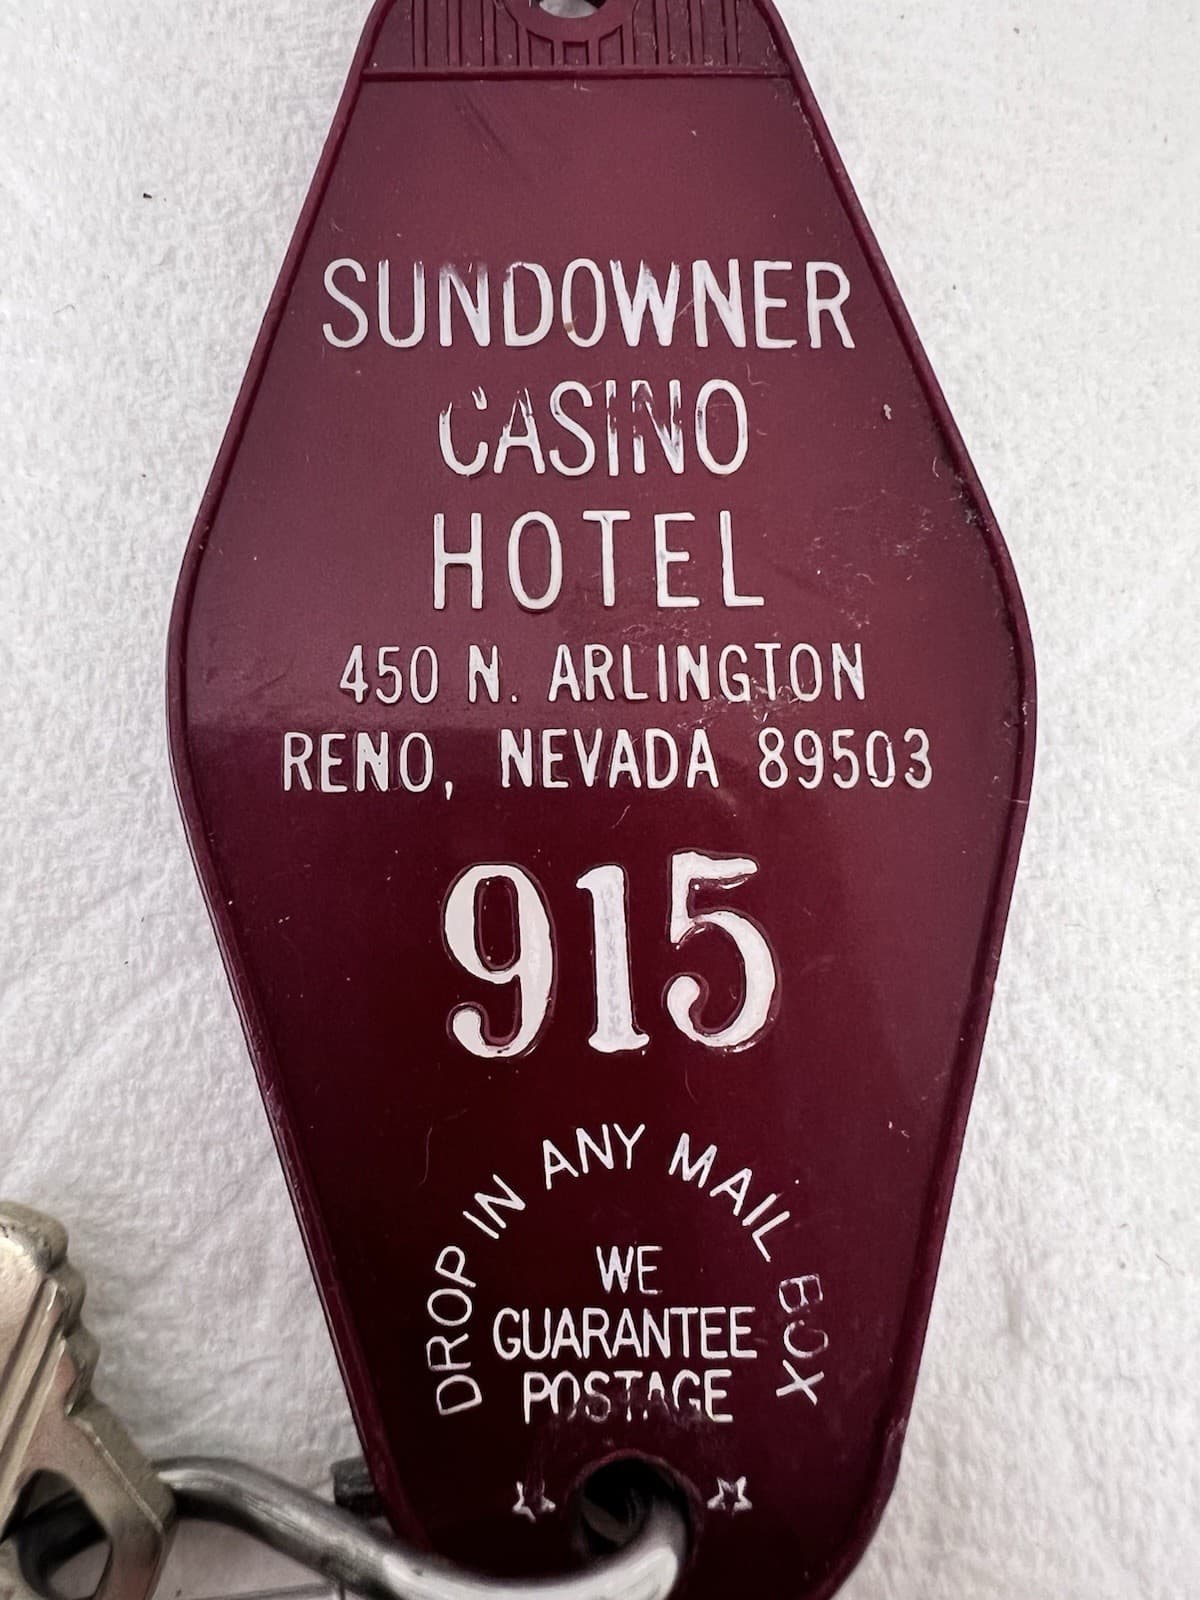 SUNDOWNER
CASINO
HOTEL
450 N. ARLINGTON
RENO, NEVADA 89503
915
DROP IN ANY MAIL BOX
WE
GUARANTEE
POSTAGE